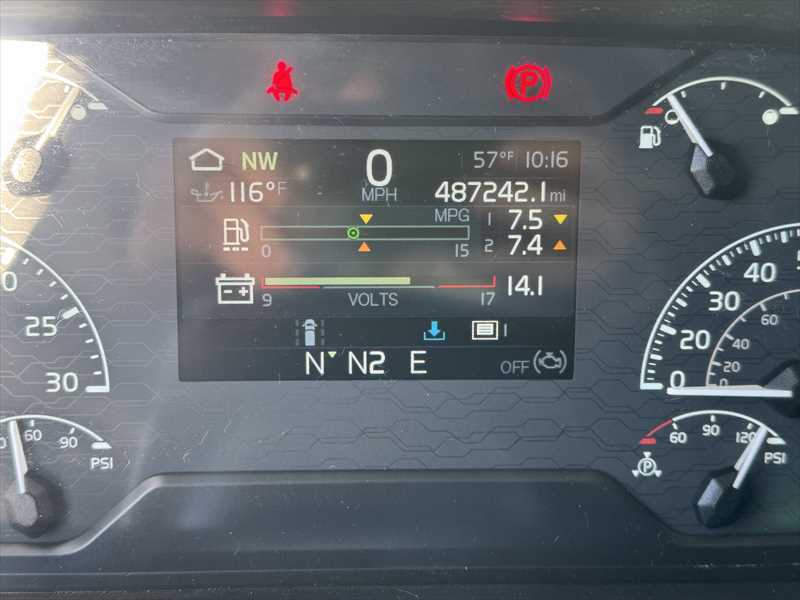 P
NW 0 57°F 10:16
116°F MPH 487242.1 mi
MPG 1 7.5
0 15 2 7.4
9 VOLTS 17 14.1
1
N N2 E OFF
25
30
60 90
PSI
0 20 30 40
0 20 40 60
60 90 120
PSI
P